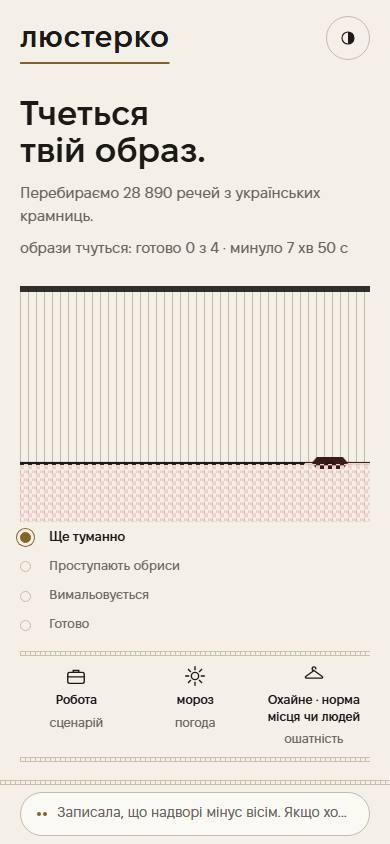 люстерко
Тчеться
твій образ.
Перебираємо 28 890 речей з українських
крамниць.
образи тчуться: готово 0 з 4 · минуло 7 хв 50 с
Ще туманно
Проступають обриси
Вимальовується
Готово
Робота
сценарій
мороз
погода
Охайне · норма
місця чи людей
ошатність
Записала, що надворі мінус вісім. Якщо хо...